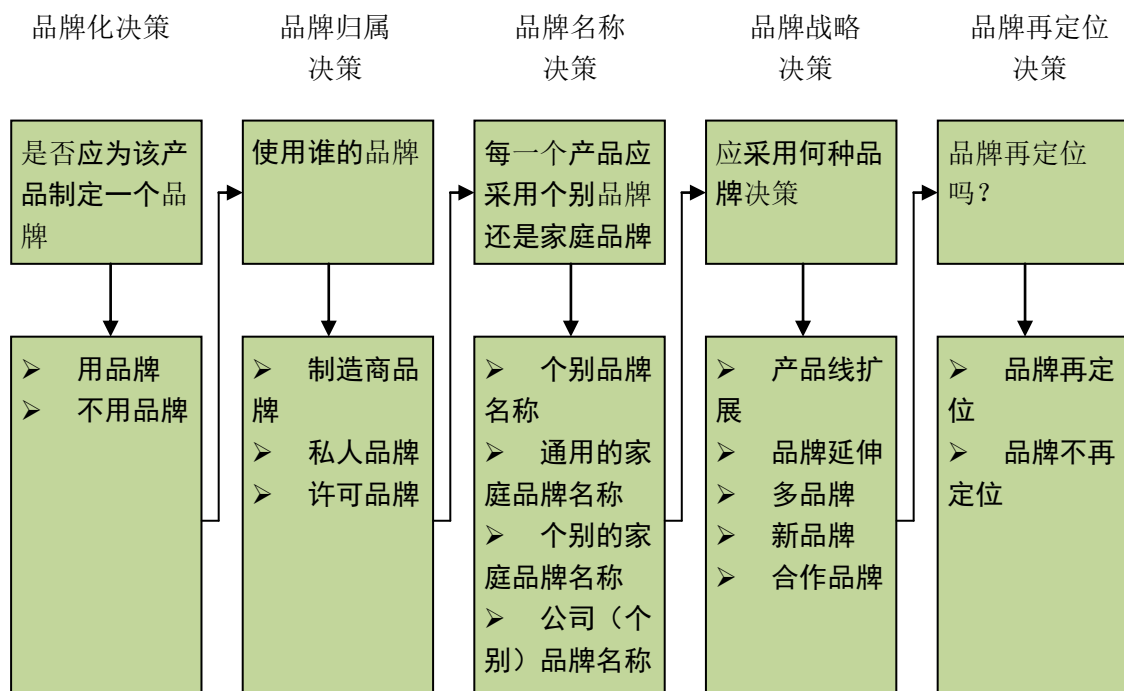 品牌化决策
品牌归属
决策
品牌名称
决策
品牌战略
决策
品牌再定位
决策
是否应为该产
品制定一个品
牌
使用谁的品牌
每一个产品应
采用个别品牌
还是家庭品牌
应采用何种品
牌决策
品牌再定位
吗？
➢ 用品牌
➢ 不用品牌
➢ 制造商品
牌
➢ 私人品牌
➢ 许可品牌
➢ 个别品牌
名称
➢ 通用的家
庭品牌名称
➢ 个别的家
庭品牌名称
➢ 公司（个
别）品牌名称
➢ 产品线扩
展
➢ 品牌延伸
➢ 多品牌
➢ 新品牌
➢ 合作品牌
➢ 品牌再定
位
➢ 品牌不再
定位